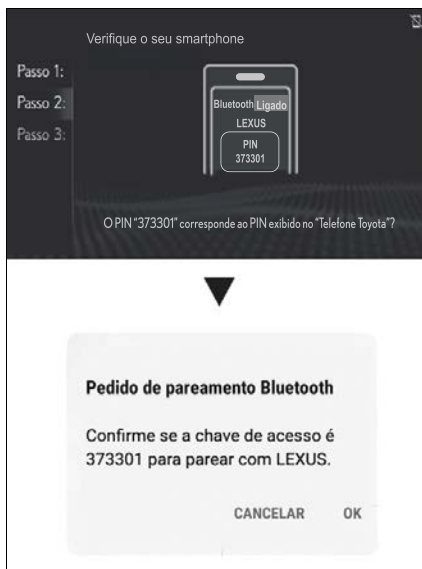 Verifique o seu smartphone
Passo 1:
Passo 2:
Passo 3:
Bluetooth Ligado
LEXUS
PIN
373301
O PIN "373301" corresponde ao PIN exibido no "Telefone Toyota"?
Pedido de pareamento Bluetooth
Confirme se a chave de acesso é
373301 para parear com LEXUS.
CANCELAR OK